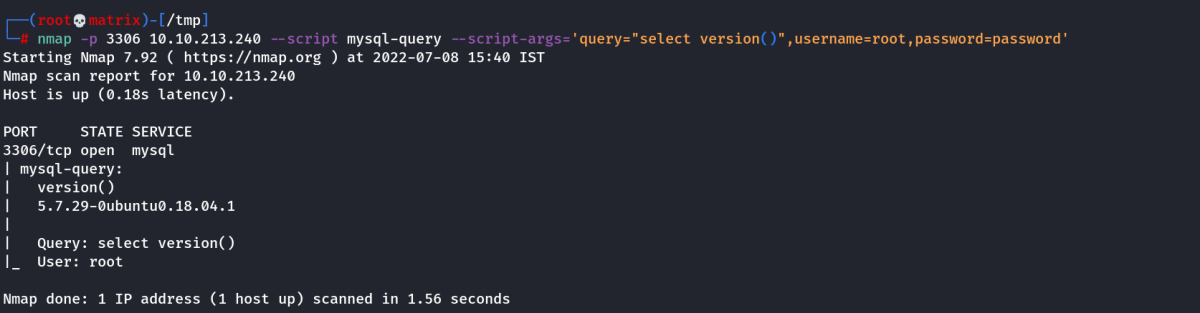 ┌──(root💀matrix)-[/tmp]
└─# nmap -p 3306 10.10.213.240 --script mysql-query --script-args='query="select version()",username=root,password=password'
Starting Nmap 7.92 ( https://nmap.org ) at 2022-07-08 15:40 IST
Nmap scan report for 10.10.213.240
Host is up (0.18s latency).

PORT     STATE SERVICE
3306/tcp open  mysql
| mysql-query:
|   version()
|   5.7.29-0ubuntu0.18.04.1
|
|   Query: select version()
|_  User: root

Nmap done: 1 IP address (1 host up) scanned in 1.56 seconds